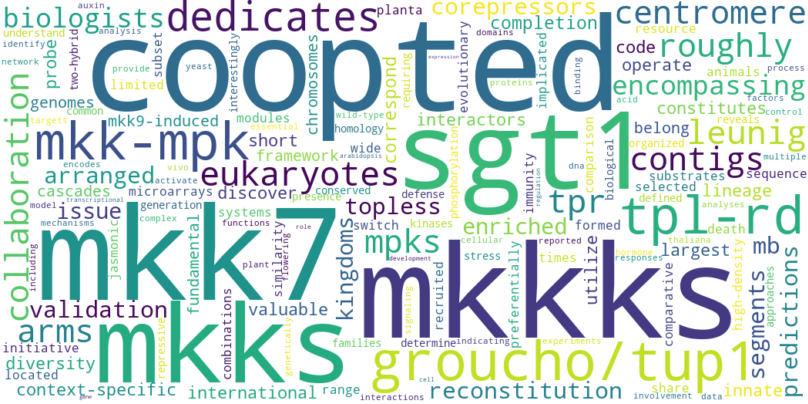 biologists
dedicates
planta
corepressors
centromere
understand
auxin
analysis
completion
domains
resource
identify
probe
subset
two-hybrid
interestingly
coopted
evolutionary
implicated
code
roughly
network
provide
yeast
chromosomes
expression
proteins
binding
operate
animals
process
limited
requiring
acid
factors
encompassing
genomes
mkk9-induced
modules
correspond
interactors
dna
reveals
control
constitutes
common
wild-type
targets
essential
homology
sgt1
comparison
belong
organized
multiple
leunig
mkk-mpk
short
wide
phosphorylation
immunity
biological
contigs
encodes
vivo
framework
arabidopsis
collaboration
arranged
eukaryotes
conserved
defense
substrates
sequence
cascades
activate
microarrays
discover
presence
kinases
selected
lineage
model
transcriptional
generation
topless
tpr
defined
analyses
issue
complex
systems
switch
enriched
formed
regulation
tpl-rd
death
mechanisms
jasmonic
functions
role
mkk7
fundamental
similarity
flowering
kingdoms
mpks
cellular
reported
hormone
thaliana
including
plant
development
stress
times
responses
largest
mb
validation
signaling
recruited
mkkks
preferentially
utilize
comparative
high-density
approaches
segments
predictions
arms
repressive
mkks
combinations
genetically
valuable
initiative
families
determine
indicating
experiments
diversity
groucho/tup1
located
range
cell
share
innate
context-specific
international
interactions
reconstitution
involvement
data
gene